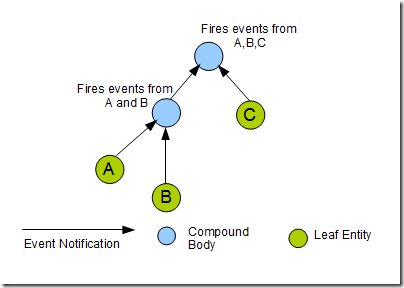 Fires events from
A,B,C
Fires events from
A and B
C
A
B
Event Notification
Compound
Body
Leaf Entity